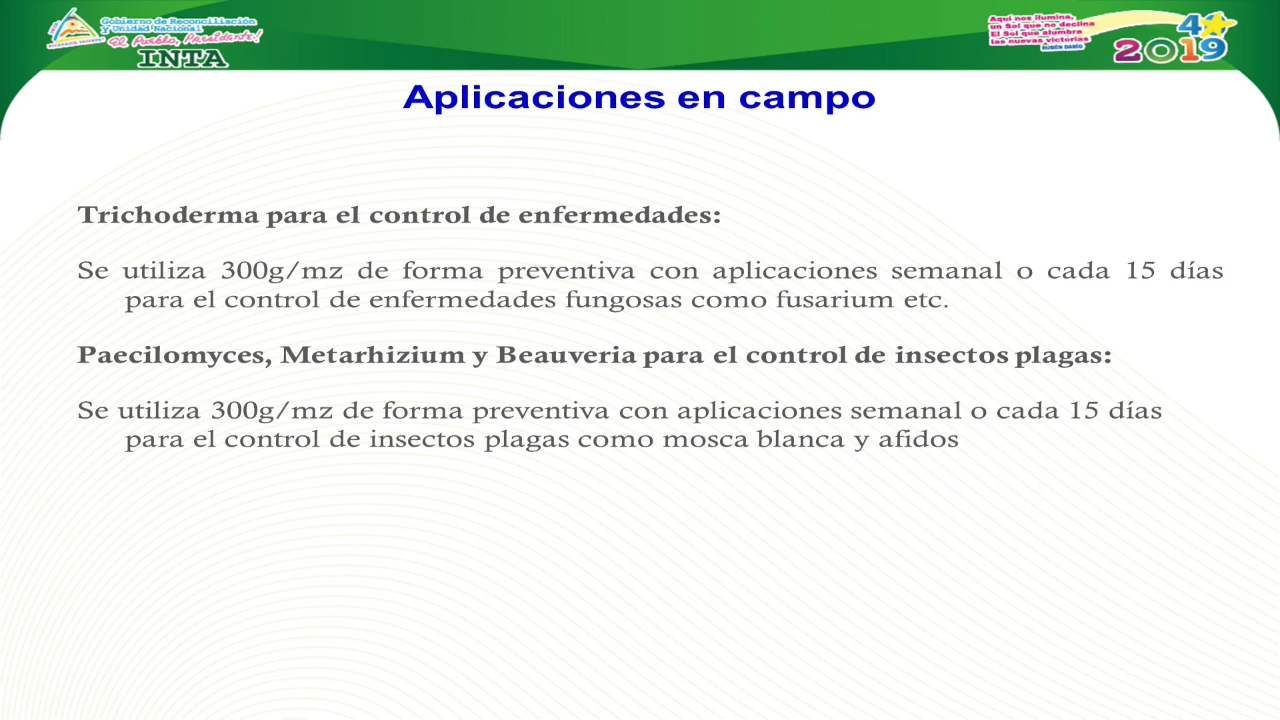 Gobierno de Reconciliación
y Unidad Nacional
El Pueblo, Presidente!
INTA
Aquí nos ilumina,
un Sol que no declina
El Sol que alumbra
las nuevas victorias
RUBÉN DARÍO
40
2019
Aplicaciones en campo
Trichoderma para el control de enfermedades:
Se utiliza 300g/mz de forma preventiva con aplicaciones semanal o cada 15 días
para el control de enfermedades fungosas como fusarium etc.
Paecilomyces, Metarhizium y Beauveria para el control de insectos plagas:
Se utiliza 300g/mz de forma preventiva con aplicaciones semanal o cada 15 días
para el control de insectos plagas como mosca blanca y afidos